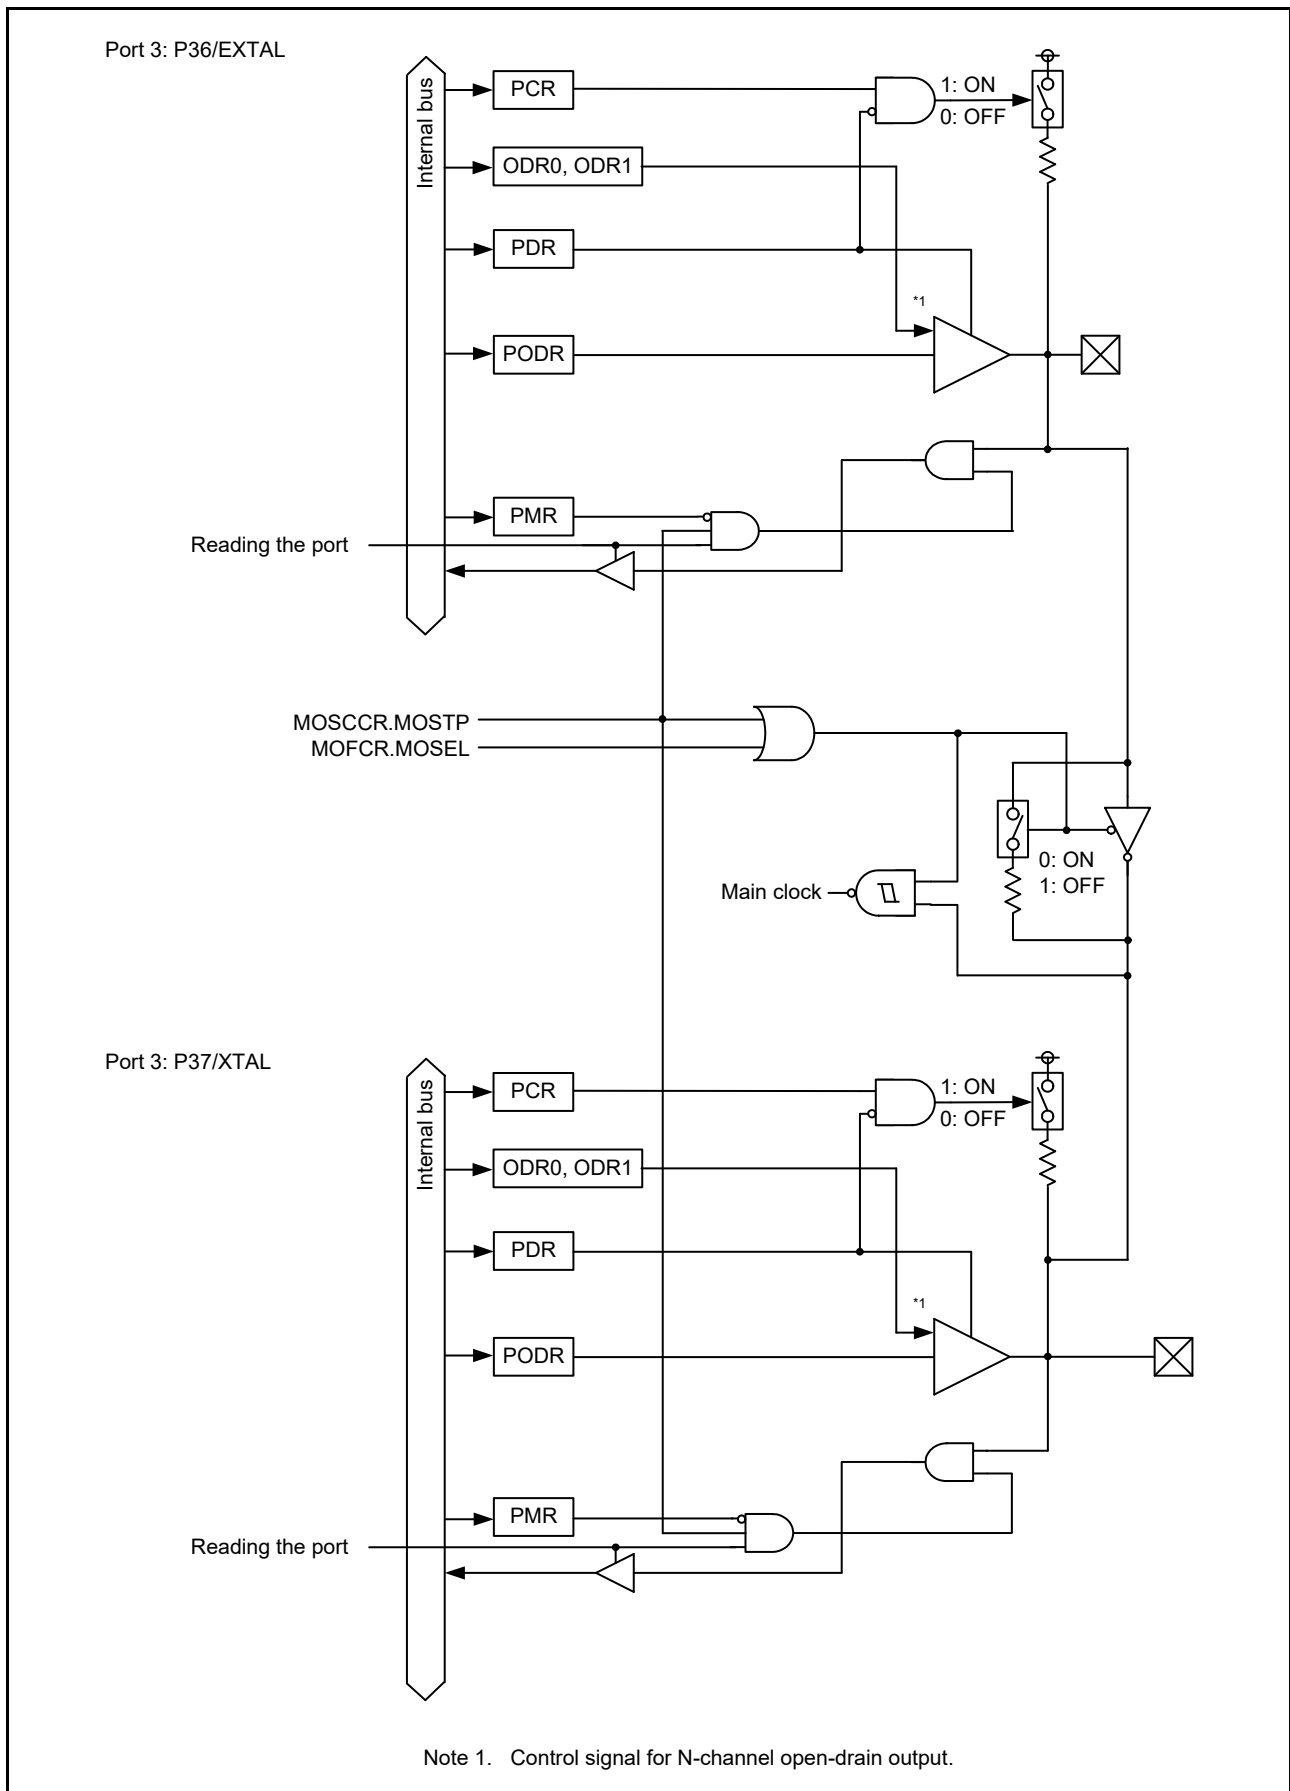 Port 3: P36/EXTAL
Internal bus
PCR
1: ON
0: OFF
ODR0, ODR1
PDR
*1
PODR
PMR
Reading the port
MOSCCR.MOSTP
MOFCR.MOSEL
0: ON
1: OFF
Main clock
Port 3: P37/XTAL
Internal bus
PCR
1: ON
0: OFF
ODR0, ODR1
PDR
*1
PODR
PMR
Reading the port
Note 1. Control signal for N-channel open-drain output.